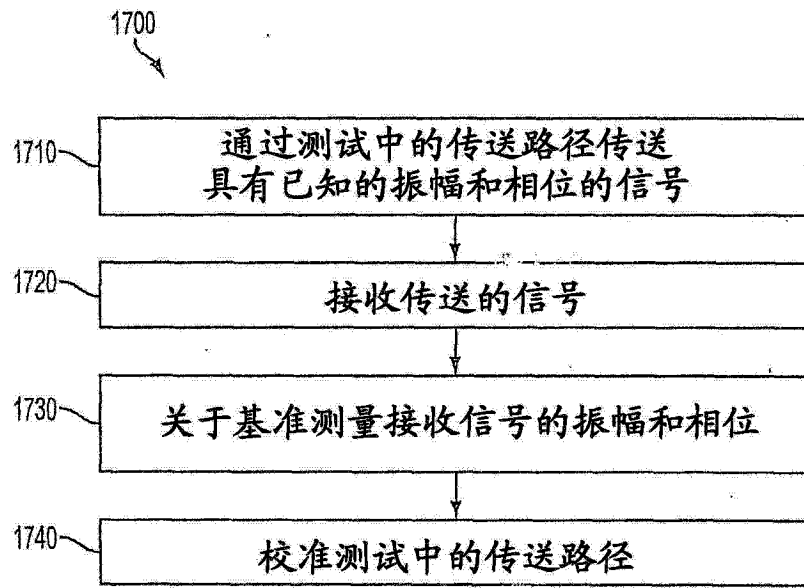 1700
1710
通过测试中的传送路径传送
具有已知的振幅和相位的信号
1720
接收传送的信号
1730
关于基准测量接收信号的振幅和相位
1740
校准测试中的传送路径